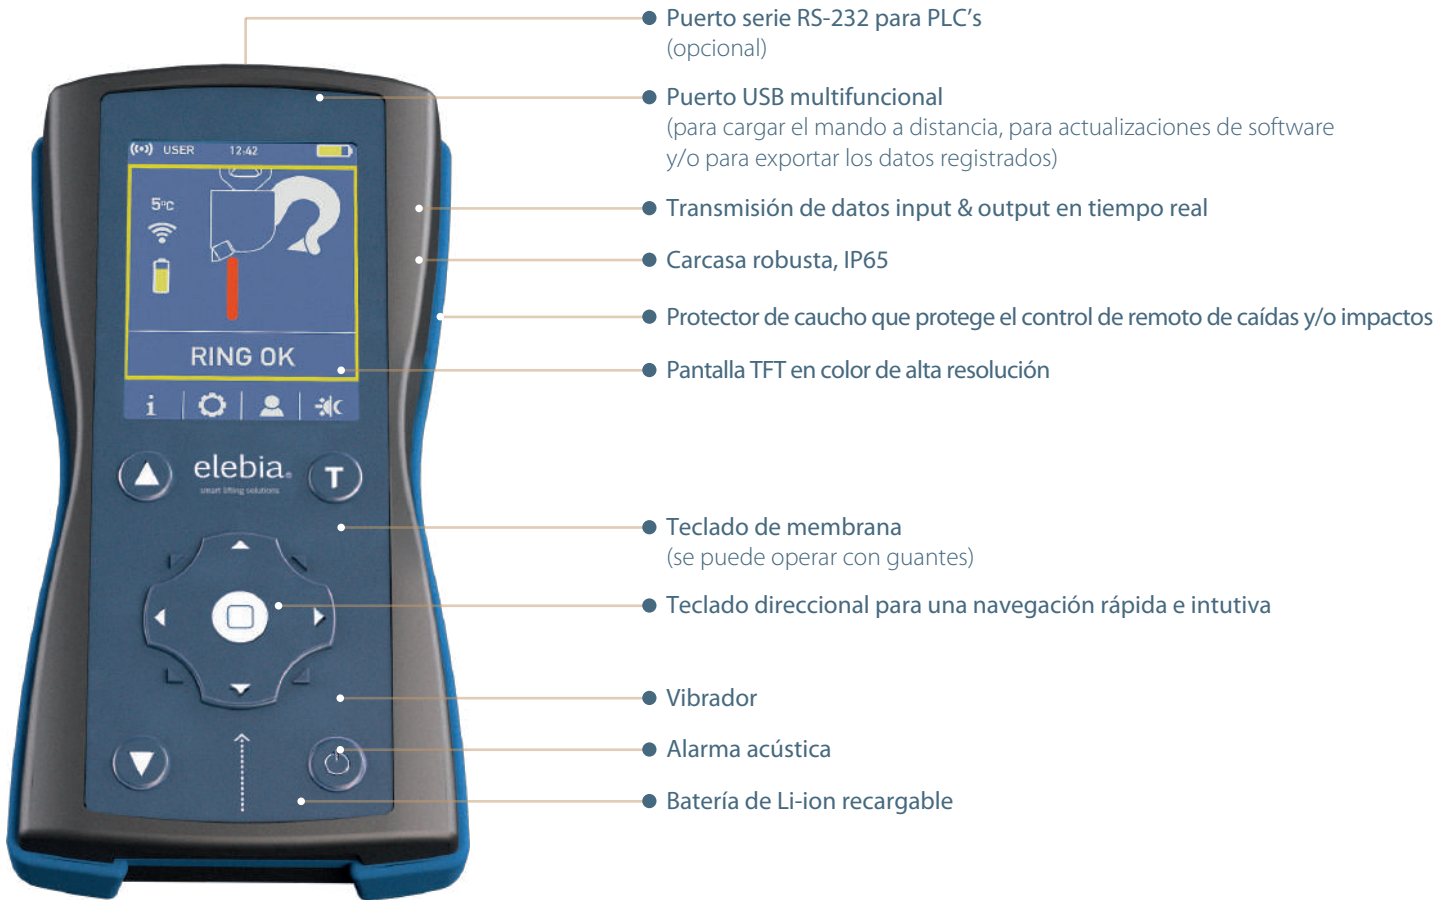 Puerto serie RS-232 para PLC’s
(opcional)
Puerto USB multifuncional
(para cargar el mando a distancia, para actualizaciones de software
y/o para exportar los datos registrados)
Transmisión de datos input & output en tiempo real
Carcasa robusta, IP65
Protector de caucho que protege el control de remoto de caídas y/o impactos
Pantalla TFT en color de alta resolución
Teclado de membrana
(se puede operar con guantes)
Teclado direccional para una navegación rápida e intutiva
Vibrador
Alarma acústica
Batería de Li-ion recargable
USER 12:42
5ºC
RING OK
i
elebia®
smart lifting solutions
T